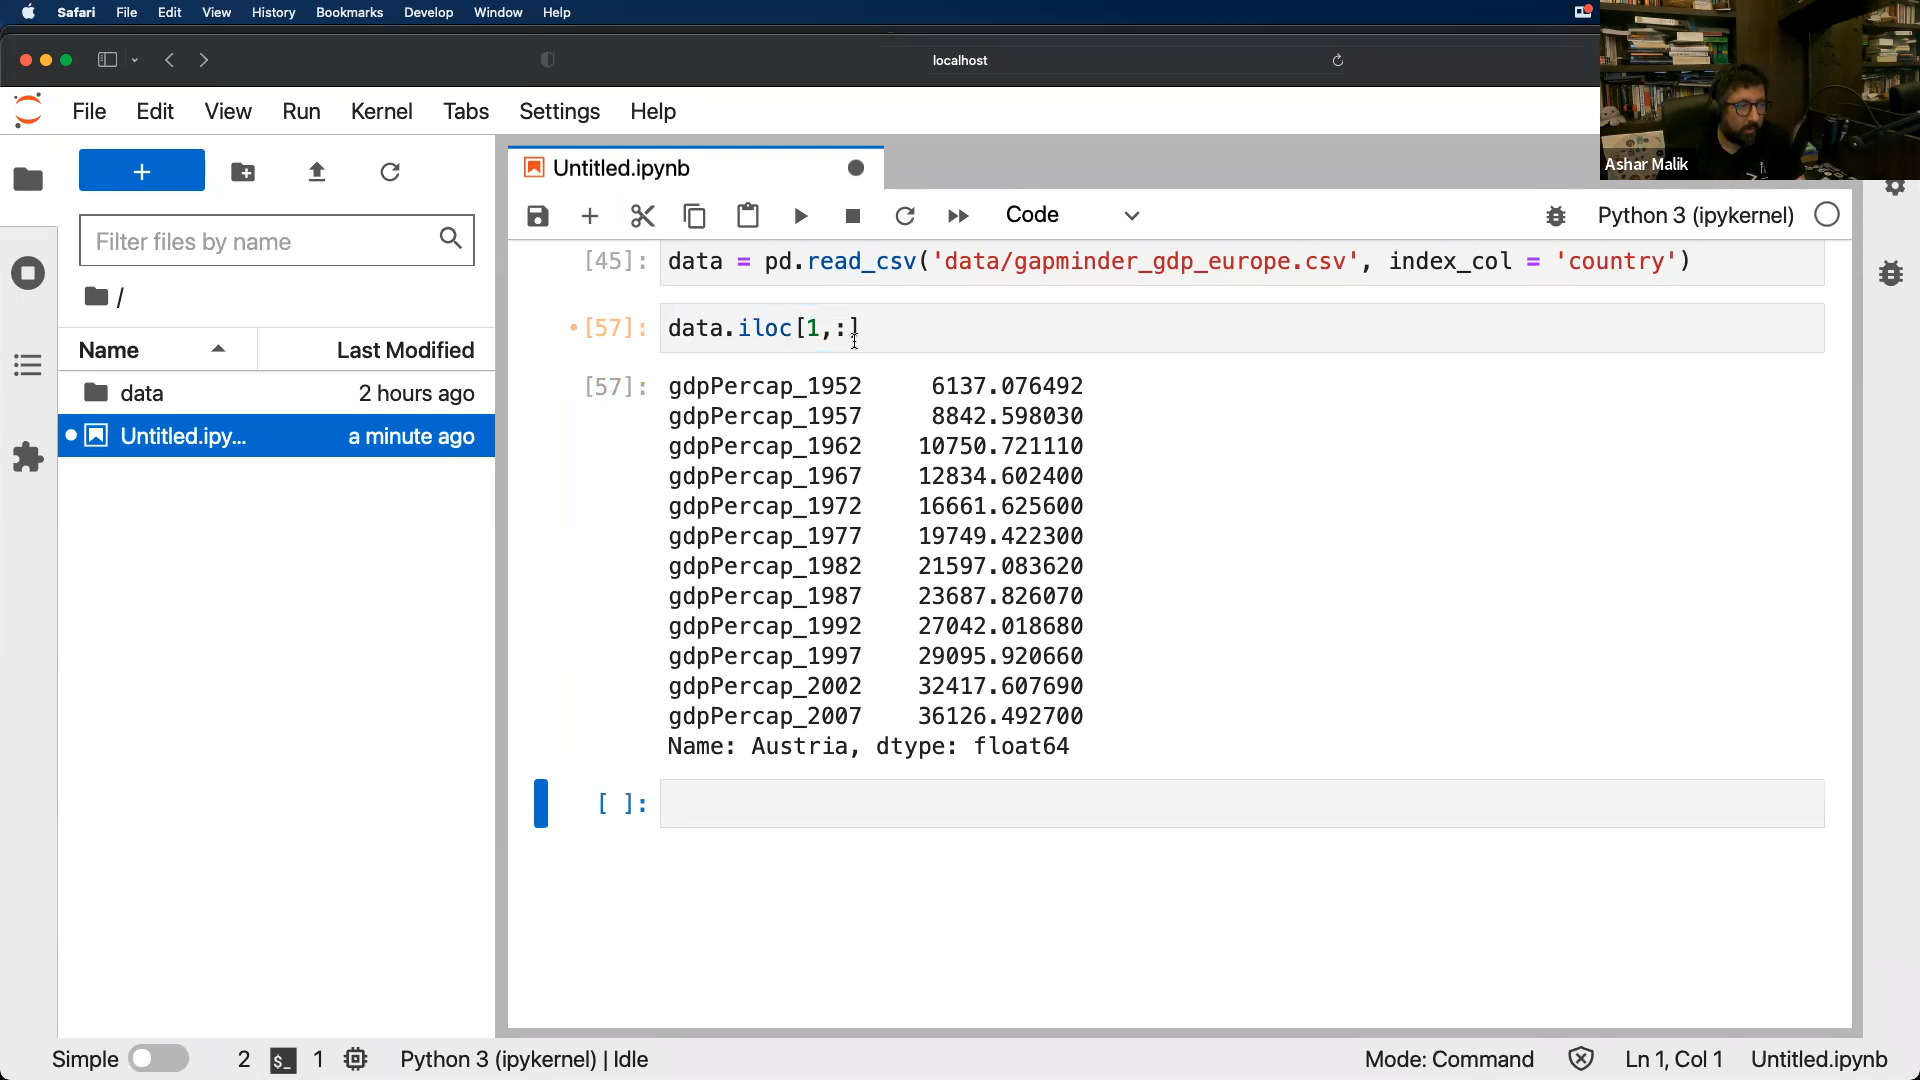 Safari File Edit View History Bookmarks Develop Window Help
localhost
File Edit View Run Kernel Tabs Settings Help
Ashar Malik
Untitled.ipynb
Code
Python 3 (ipykernel)
Filter files by name
/
Name Last Modified
data 2 hours ago
Untitled.ipy... a minute ago
[45]: data = pd.read_csv('data/gapminder_gdp_europe.csv', index_col = 'country')
[57]: data.iloc[1,:]
[57]: gdpPercap_1952 6137.076492
gdpPercap_1957 8842.598030
gdpPercap_1962 10750.721110
gdpPercap_1967 12834.602400
gdpPercap_1972 16661.625600
gdpPercap_1977 19749.422300
gdpPercap_1982 21597.083620
gdpPercap_1987 23687.826070
gdpPercap_1992 27042.018680
gdpPercap_1997 29095.920660
gdpPercap_2002 32417.607690
gdpPercap_2007 36126.492700
Name: Austria, dtype: float64
[ ]:
Simple 2 $_ 1 Python 3 (ipykernel) | Idle Mode: Command Ln 1, Col 1 Untitled.ipynb